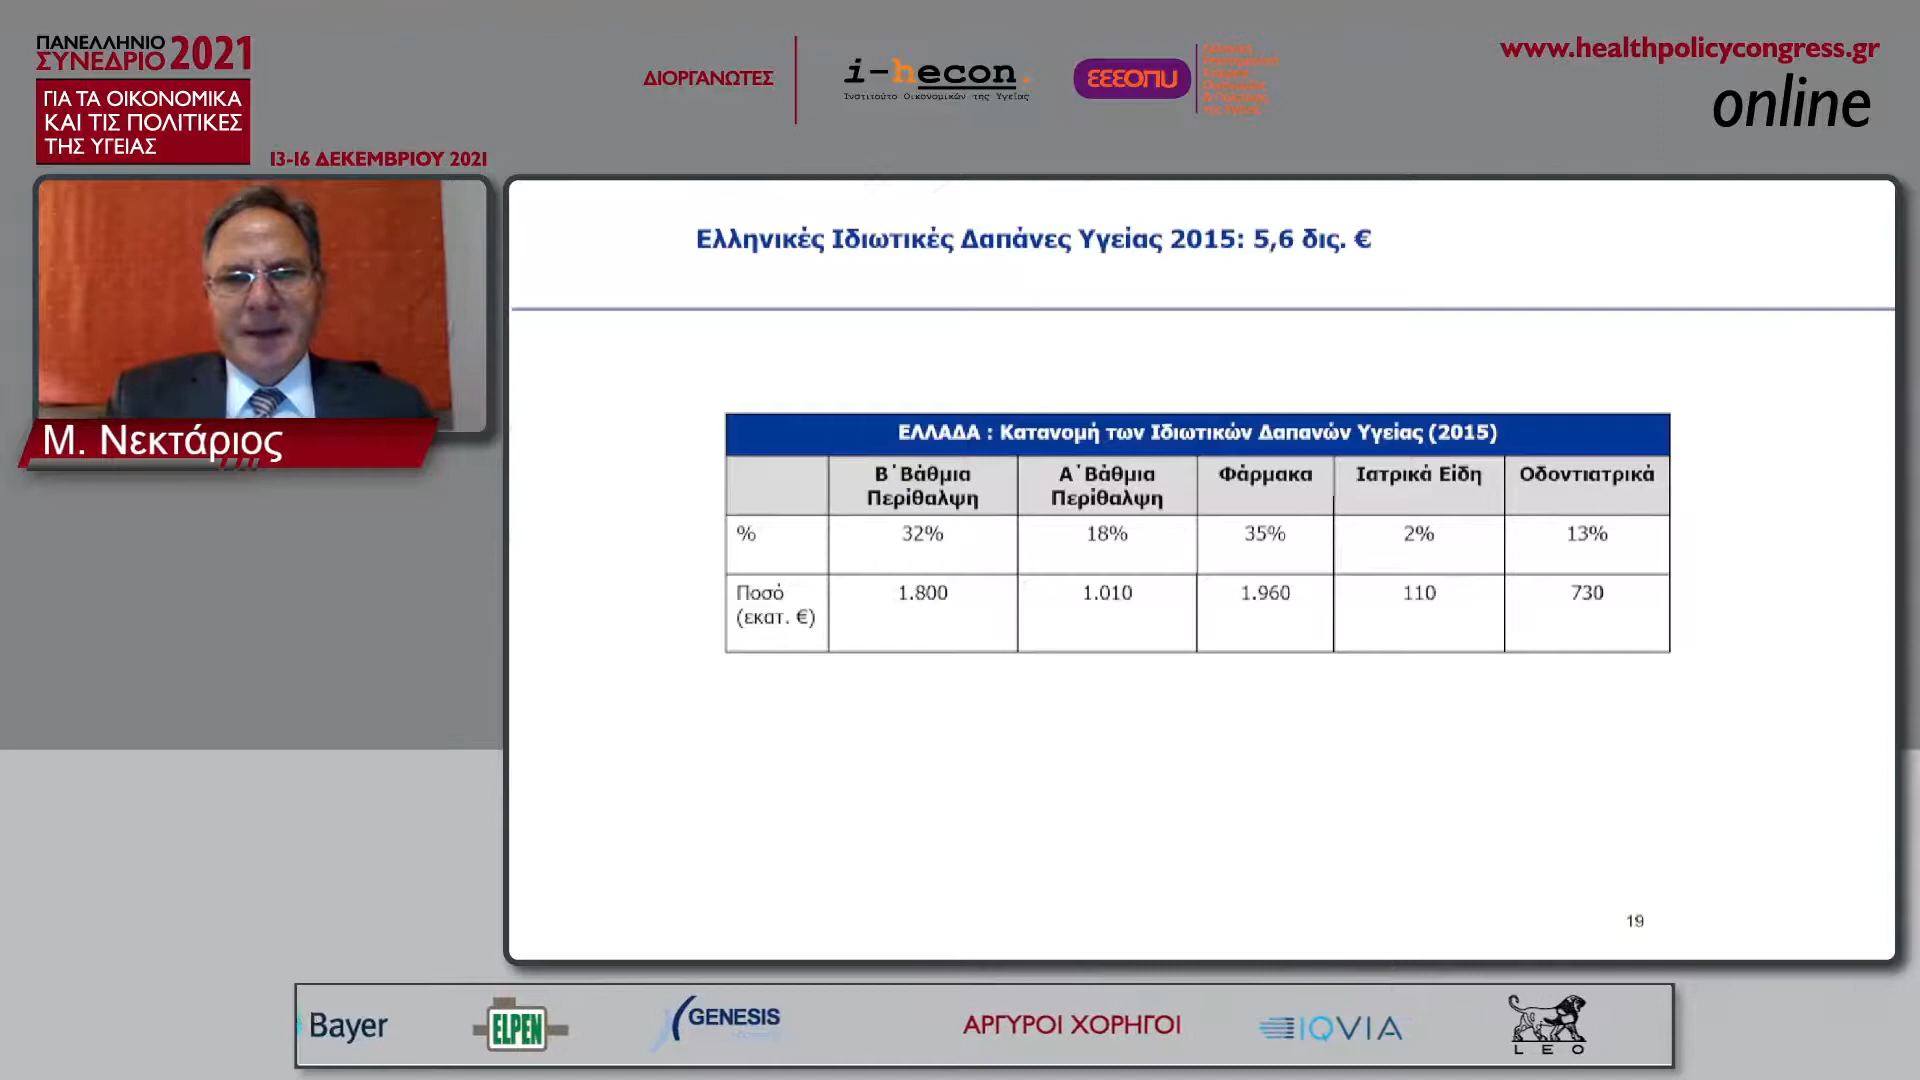 ΠΑΝΕΛΛΗΝΙΟ
ΣΥΝΕΔΡΙΟ 2021
ΓΙΑ ΤΑ ΟΙΚΟΝΟΜΙΚΑ
ΚΑΙ ΤΙΣ ΠΟΛΙΤΙΚΕΣ
ΤΗΣ ΥΓΕΙΑΣ
13-16 ΔΕΚΕΜΒΡΙΟΥ 2021
ΔΙΟΡΓΑΝΩΤΕΣ
i-hecon.
Ινστιτούτο Οικονομικών της Υγείας
ΕΕΕΟΠΥ
www.healthpolicycongress.gr
online
Μ. Νεκτάριος
Ελληνικές Ιδιωτικές Δαπάνες Υγείας 2015: 5,6 δις. €
ΕΛΛΑΔΑ : Κατανομή των Ιδιωτικών Δαπανών Υγείας (2015)
Β΄Βάθμια Περίθαλψη Α΄Βάθμια Περίθαλψη Φάρμακα Ιατρικά Είδη Οδοντιατρικά
% 32% 18% 35% 2% 13%
Ποσό (εκατ. €) 1.800 1.010 1.960 110 730
19
Bayer ELPEN GENESIS ΑΡΓΥΡΟΙ ΧΟΡΗΓΟΙ IQVIA LEO